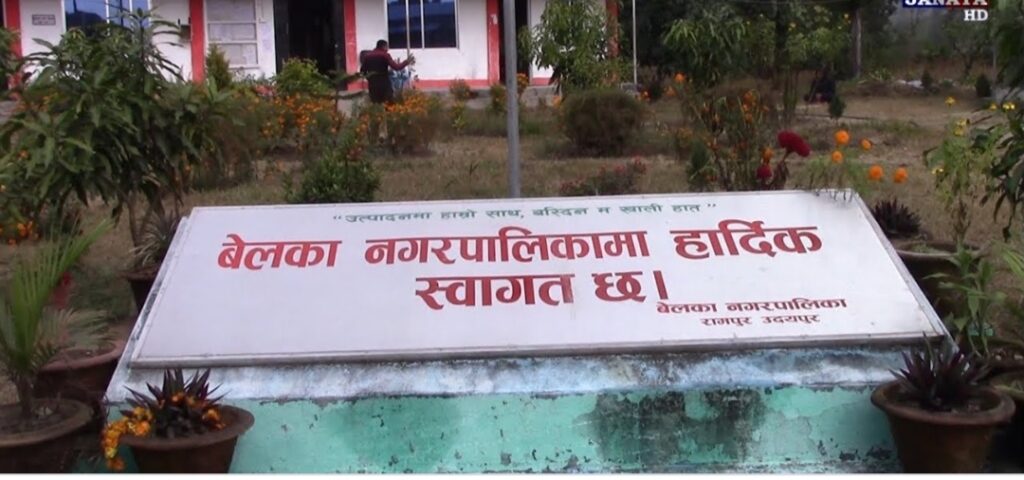 JANATA
HD
"उत्पादनमा हाम्रो साथ, बस्दिन म खाली हात"
बेलका नगरपालिकामा हार्दिक
स्वागत छ।
बेलका नगरपालिका
रामपुर उदयपुर